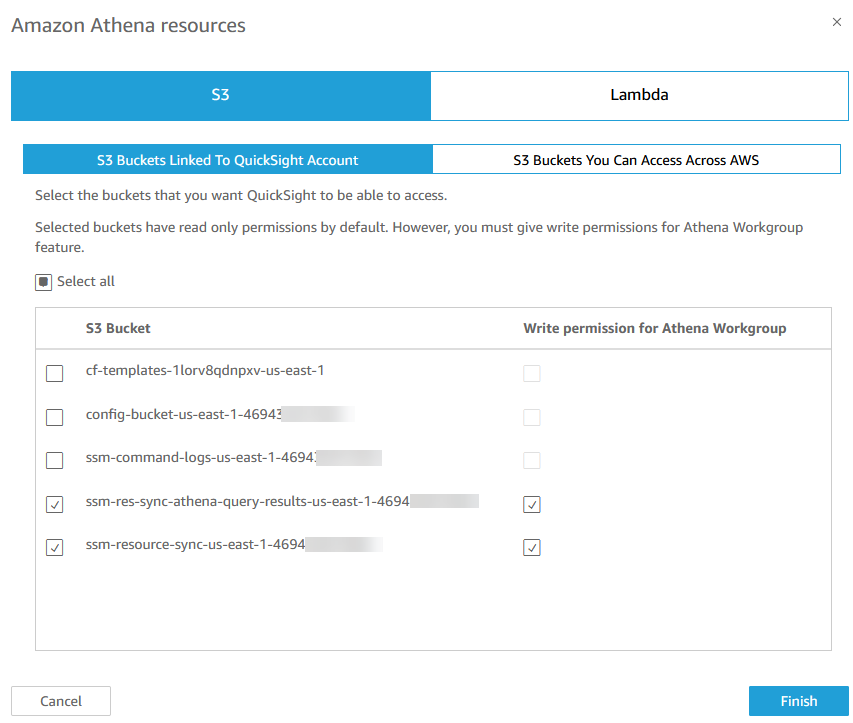 Amazon Athena resources
S3
Lambda
S3 Buckets Linked To QuickSight Account
S3 Buckets You Can Access Across AWS
Select the buckets that you want QuickSight to be able to access.
Selected buckets have read only permissions by default. However, you must give write permissions for Athena Workgroup
feature.
Select all
S3 Bucket
Write permission for Athena Workgroup
cf-templates-1lorv8qdnpxv-us-east-1
config-bucket-us-east-1-46943
ssm-command-logs-us-east-1-4694
ssm-res-sync-athena-query-results-us-east-1-4694
ssm-resource-sync-us-east-1-4694
Cancel
Finish